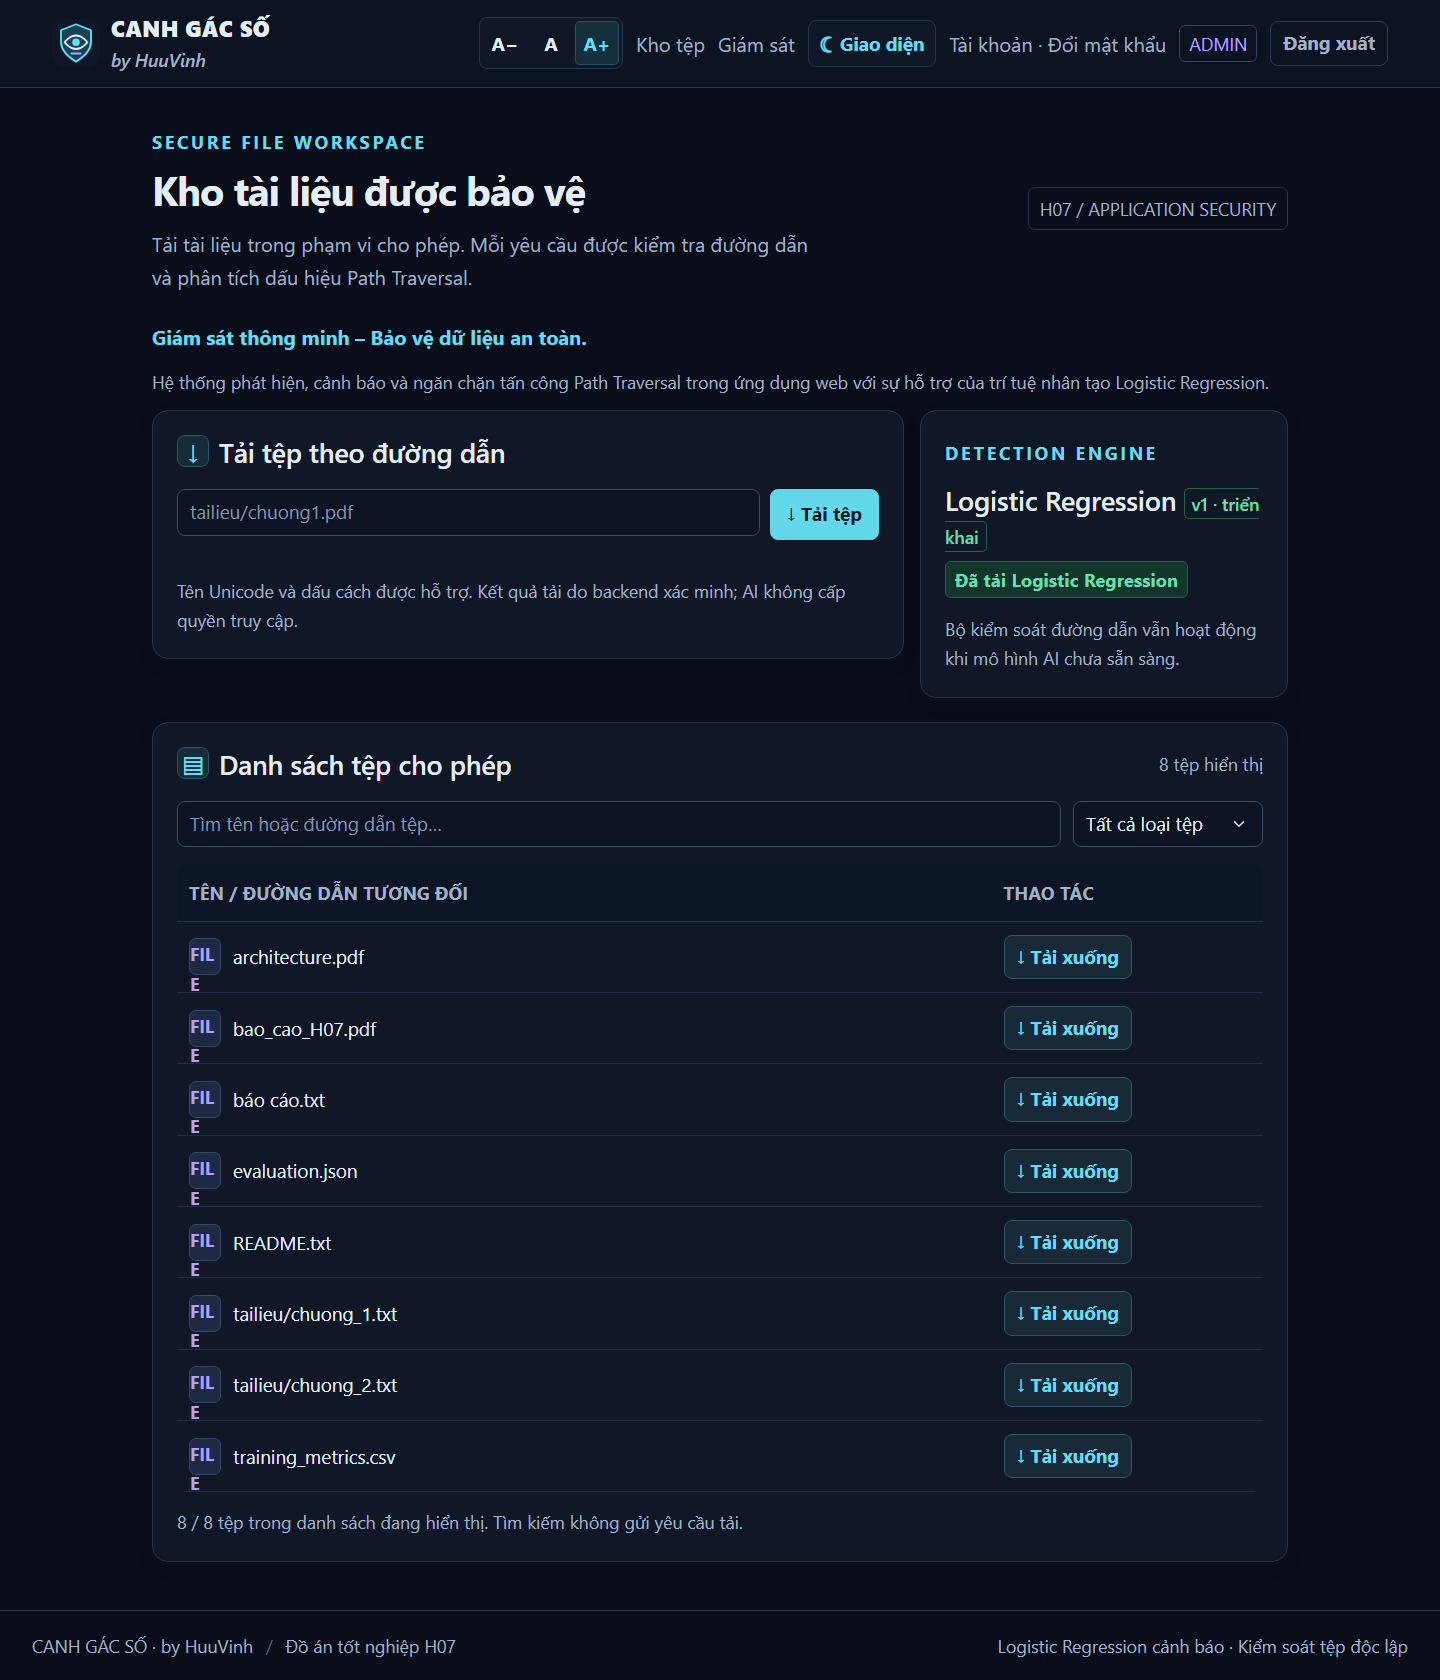 CANH GÁC SỐ
by HuuVinh
A− A A+ Kho tệp Giám sát Giao diện Tài khoản · Đổi mật khẩu ADMIN Đăng xuất
SECURE FILE WORKSPACE
Kho tài liệu được bảo vệ
H07 / APPLICATION SECURITY
Tải tài liệu trong phạm vi cho phép. Mỗi yêu cầu được kiểm tra đường dẫn
và phân tích dấu hiệu Path Traversal.
Giám sát thông minh – Bảo vệ dữ liệu an toàn.
Hệ thống phát hiện, cảnh báo và ngăn chặn tấn công Path Traversal trong ứng dụng web với sự hỗ trợ của trí tuệ nhân tạo Logistic Regression.
↓ Tải tệp theo đường dẫn
tailieu/chuong1.pdf
↓ Tải tệp
Tên Unicode và dấu cách được hỗ trợ. Kết quả tải do backend xác minh; AI không cấp
quyền truy cập.
DETECTION ENGINE
Logistic Regression v1 · triển
khai
Đã tải Logistic Regression
Bộ kiểm soát đường dẫn vẫn hoạt động
khi mô hình AI chưa sẵn sàng.
Danh sách tệp cho phép
8 tệp hiển thị
Tìm tên hoặc đường dẫn tệp...
Tất cả loại tệp
TÊN / ĐƯỜNG DẪN TƯƠNG ĐỐI THAO TÁC
FIL
E
architecture.pdf ↓ Tải xuống
FIL
E
bao_cao_H07.pdf ↓ Tải xuống
FIL
E
báo cáo.txt ↓ Tải xuống
FIL
E
evaluation.json ↓ Tải xuống
FIL
E
README.txt ↓ Tải xuống
FIL
E
tailieu/chuong_1.txt ↓ Tải xuống
FIL
E
tailieu/chuong_2.txt ↓ Tải xuống
FIL
E
training_metrics.csv ↓ Tải xuống
8 / 8 tệp trong danh sách đang hiển thị. Tìm kiếm không gửi yêu cầu tải.
CANH GÁC SỐ · by HuuVinh / Đồ án tốt nghiệp H07
Logistic Regression cảnh báo · Kiểm soát tệp độc lập